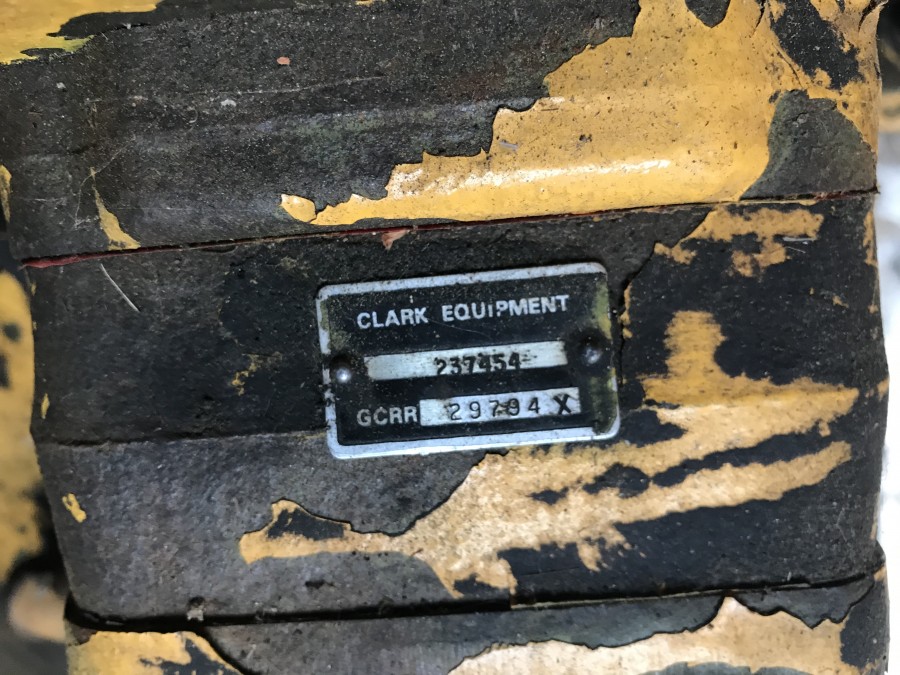 CLARK EQUIPMENT
237454
GCRR 29794 X